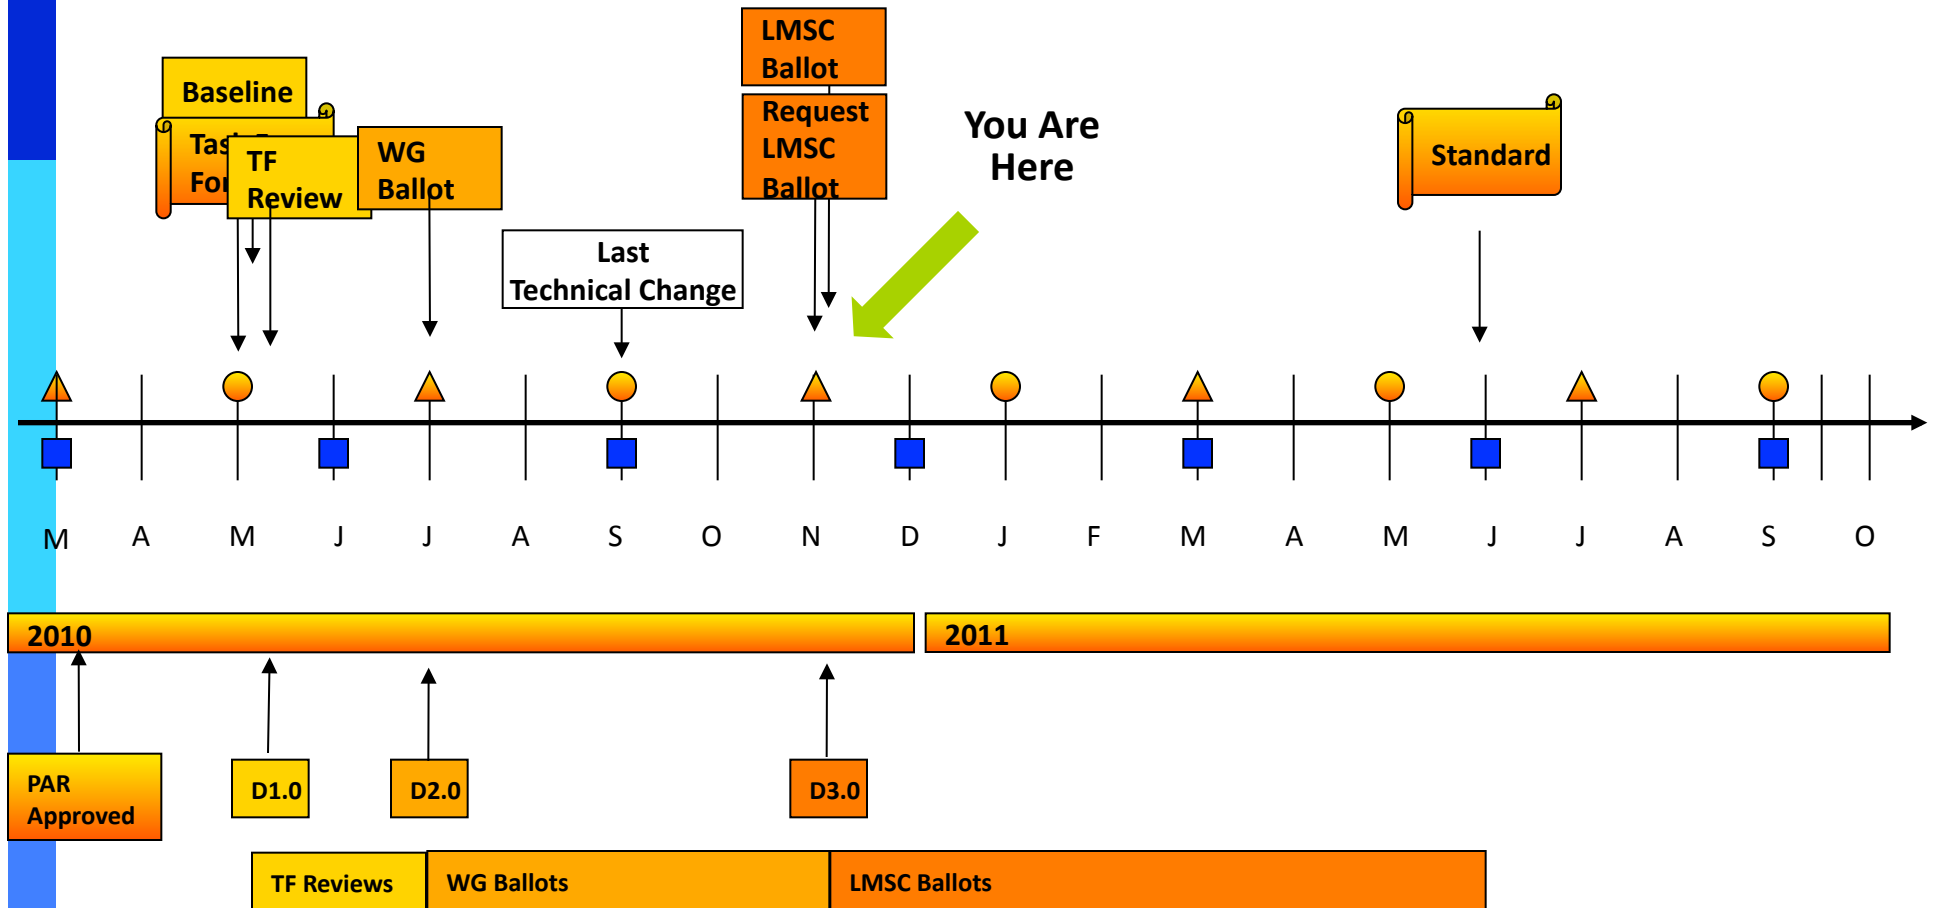 LMSC
Ballot
Baseline
Request
LMSC
Ballot
You Are
Here
TF
Review
WG
Ballot
Standard
Last
Technical Change
M A M J J A S O N D J F M A M J J A S O
2010
2011
PAR
Approved
D1.0
D2.0
D3.0
TF Reviews
WG Ballots
LMSC Ballots